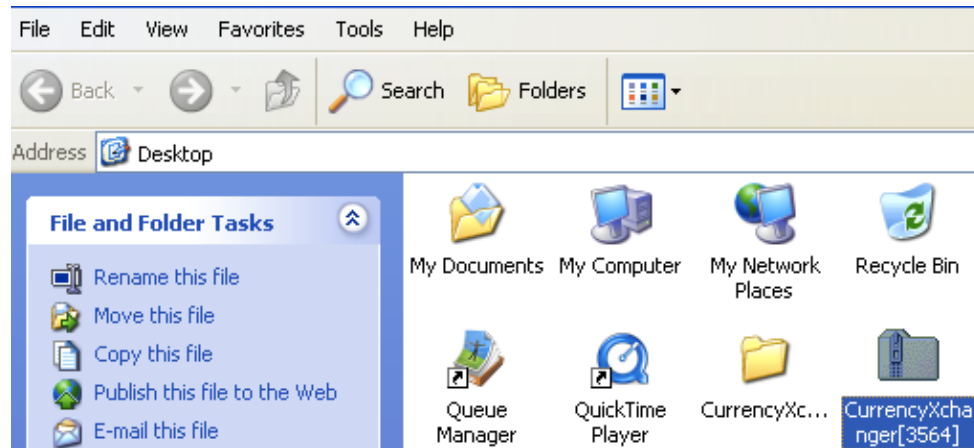 File Edit View Favorites Tools Help
Back Search Folders
Address Desktop
File and Folder Tasks
Rename this file
Move this file
Copy this file
Publish this file to the Web
E-mail this file
My Documents My Computer My Network Places Recycle Bin
Queue Manager QuickTime Player CurrencyXc... CurrencyXcha
nger[3564]